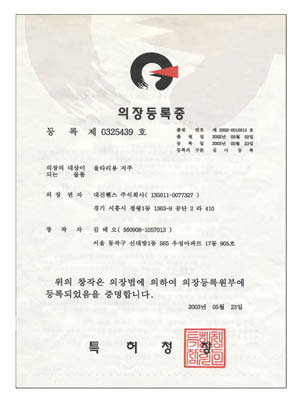 의장등록증
등 록 제 0325439 호
출원 번호 제 2002-0012815 호
출 원 일 2002년 05월 02일
등 록 일 2003년 05월 23일
등록의 구분 심 사 등 록
의장의 대상이 되는 물품 울타리용 지주
의 장 권 자 대진휀스 주식회사( 135011-0077327 )
경기 시흥시 정왕1동 1363-9 공단 2 라 410
창 작 자 김 태 오( 560908-1057013 )
서울 동작구 신대방1동 565 우성아파트 17동 905호
위의 창작은 의장법에 의하여 의장등록원부에
등록되었음을 증명합니다.
2003년 05월 23일
특 허 청 장